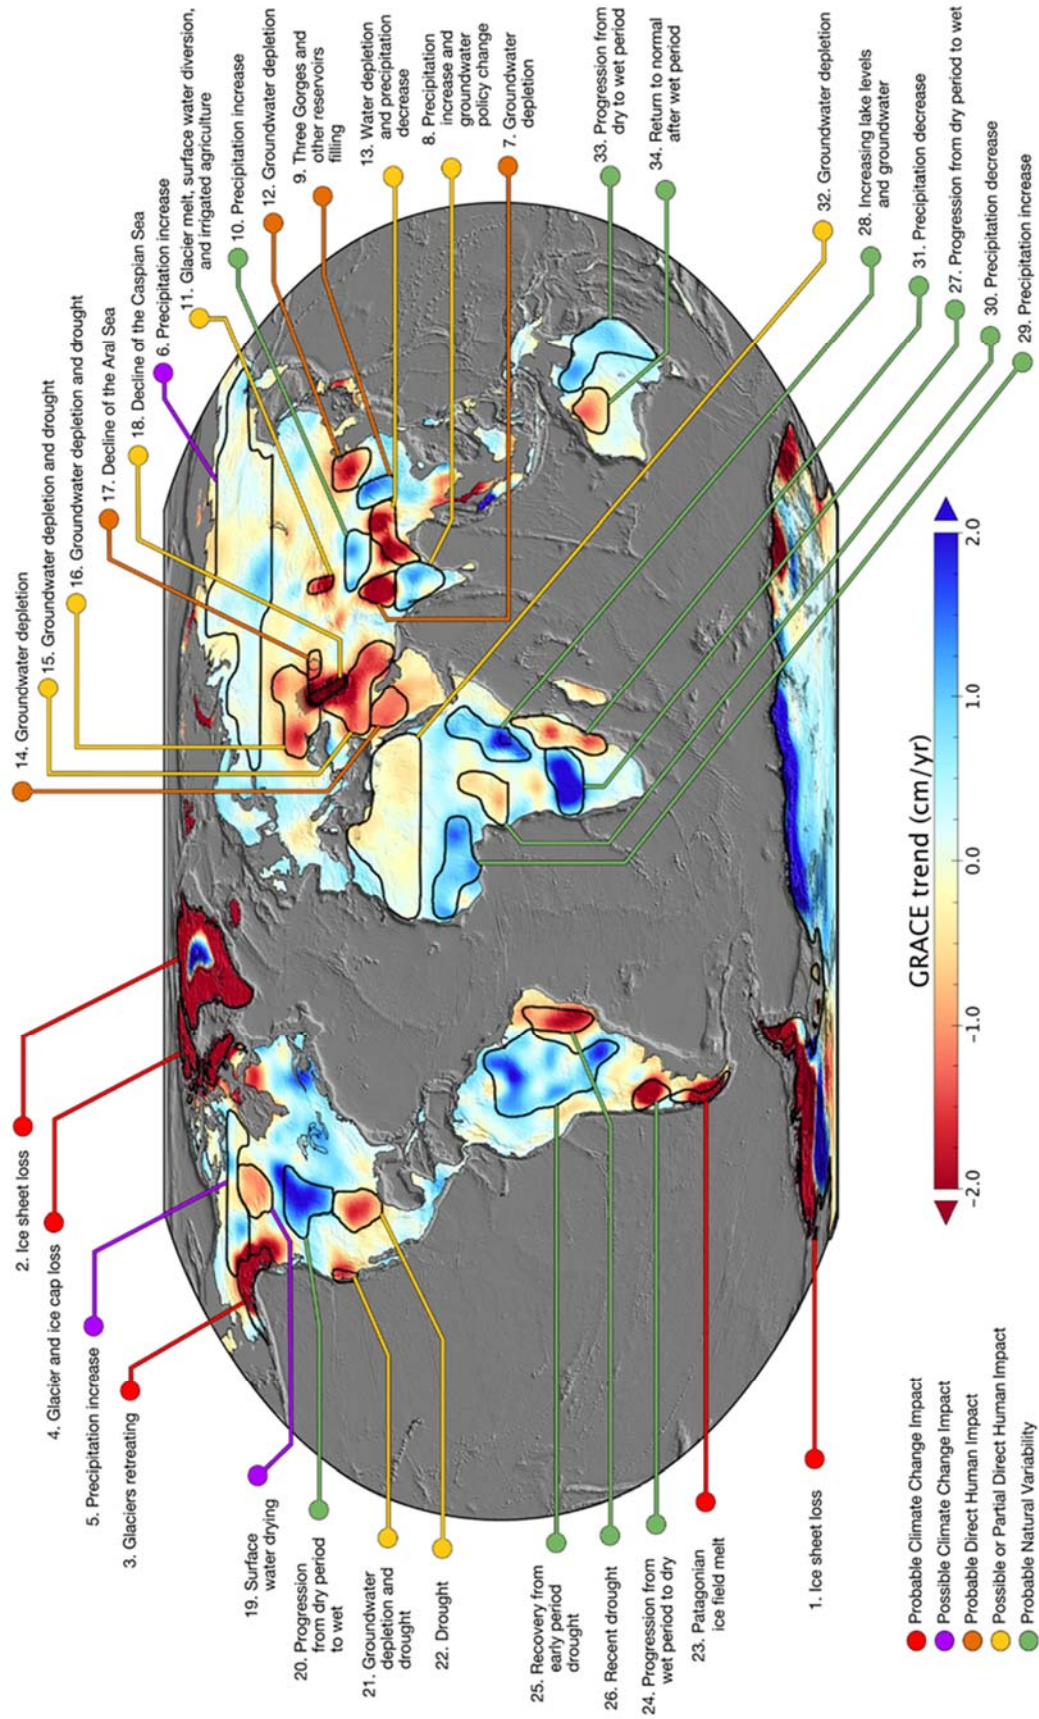 2. Ice sheet loss
4. Glacier and ice cap loss
5. Precipitation increase
3. Glaciers retreating
19. Surface
water drying
20. Progression
from dry period
to wet
21. Groundwater
depletion and
drought
22. Drought
25. Recovery from
early period
drought
26. Recent drought
24. Progression from
wet period to dry
23. Patagonian
ice field melt
1. Ice sheet loss
14. Groundwater depletion
15. Groundwater depletion and drought
16. Groundwater depletion and drought
17. Decline of the Aral Sea
18. Decline of the Caspian Sea
6. Precipitation increase
11. Glacier melt, surface water diversion,
and irrigated agriculture
10. Precipitation increase
12. Groundwater depletion
9. Three Gorges and
other reservoirs
filling
13. Water depletion
and precipitation
decrease
8. Precipitation
increase and
groundwater
policy change
7. Groundwater
depletion
33. Progression from
dry to wet period
34. Return to normal
after wet period
32. Groundwater depletion
28. Increasing lake levels
and groundwater
31. Precipitation decrease
27. Progression from dry period to wet
30. Precipitation decrease
29. Precipitation increase
GRACE trend (cm/yr)
−2.0 −1.0 0.0 1.0 2.0
Probable Climate Change Impact
Possible Climate Change Impact
Probable Direct Human Impact
Possible or Partial Direct Human Impact
Probable Natural Variability